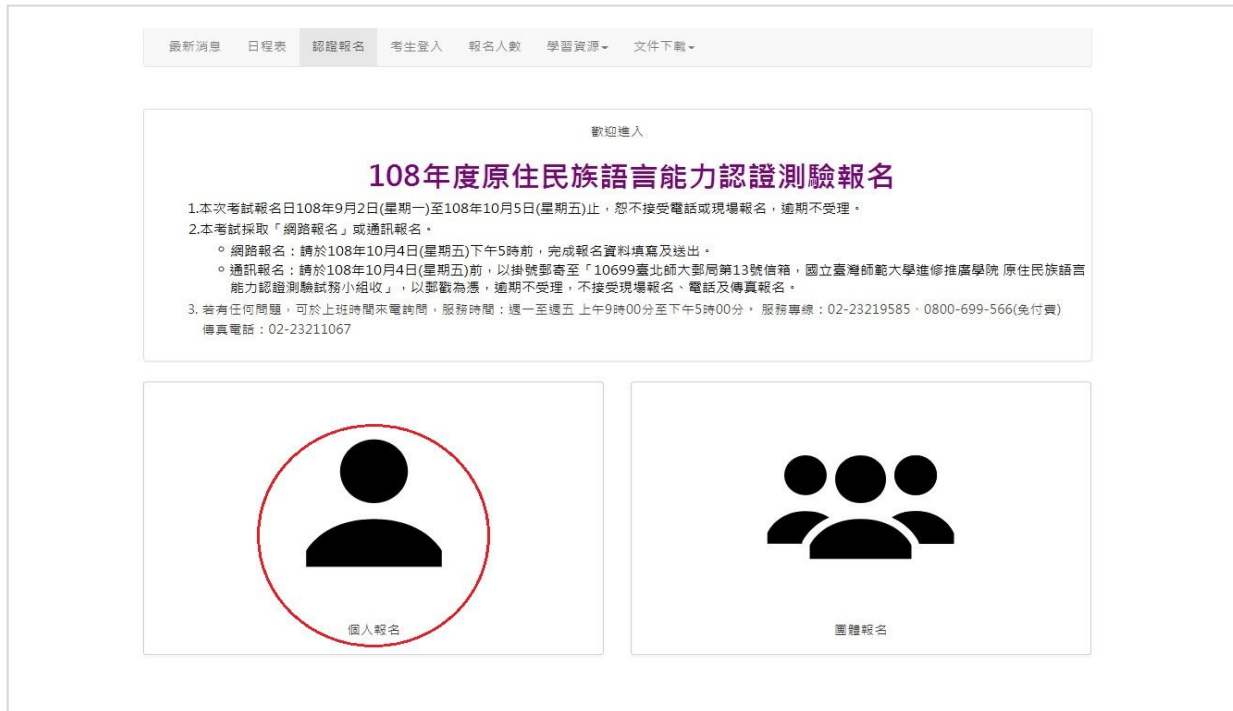 最新消息 日程表 認證報名 考生登入 報名人數 學習資源 文件下載
歡迎進入
108年度原住民族語言能力認證測驗報名
1.本次考試報名日108年9月2日(星期一)至108年10月5日(星期五)止，恕不接受電話或現場報名，逾期不受理。
2.本考試採取「網路報名」或通訊報名。
○ 網路報名：請於108年10月4日(星期五)下午5時前，完成報名資料填寫及送出。
○ 通訊報名：請於108年10月4日(星期五)前，以掛號郵寄至「10699臺北師大郵局第13號信箱，國立臺灣師範大學進修推廣學院 原住民族語言
能力認證測驗試務小組收」，以郵戳為憑，逾期不受理，不接受現場報名、電話及傳真報名。
3. 若有任何問題，可於上班時間來電詢問，服務時間：週一至週五 上午9時00分至下午5時00分， 服務專線：02-23219585、0800-699-566(免付費)
傳真電話：02-23211067
個人報名 團體報名